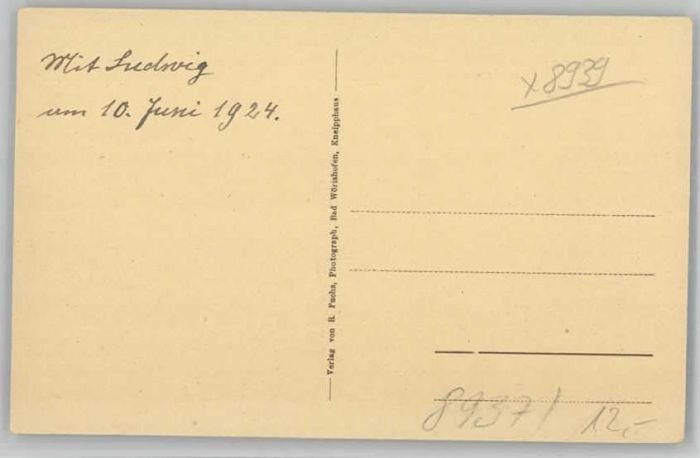 Mit Ludwig
am 10. Juni 1924.
Verlag von R. Fuchs, Photograph, Bad Wörishofen, Kneipphaus
x8939
8937/ 12,-